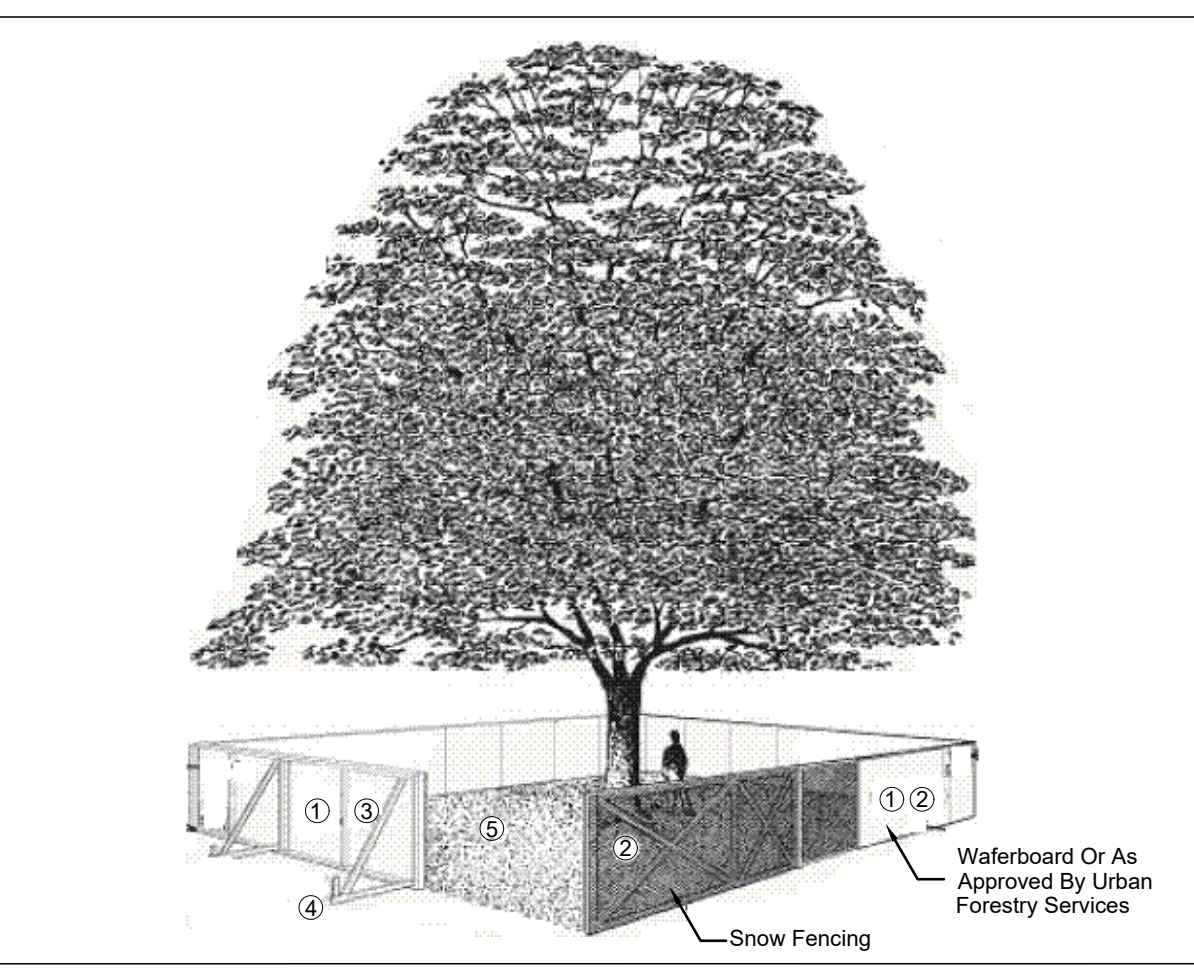 ① ③ ⑤ ② ① ②
④
Waferboard Or As
Approved By Urban
Forestry Services
Snow Fencing